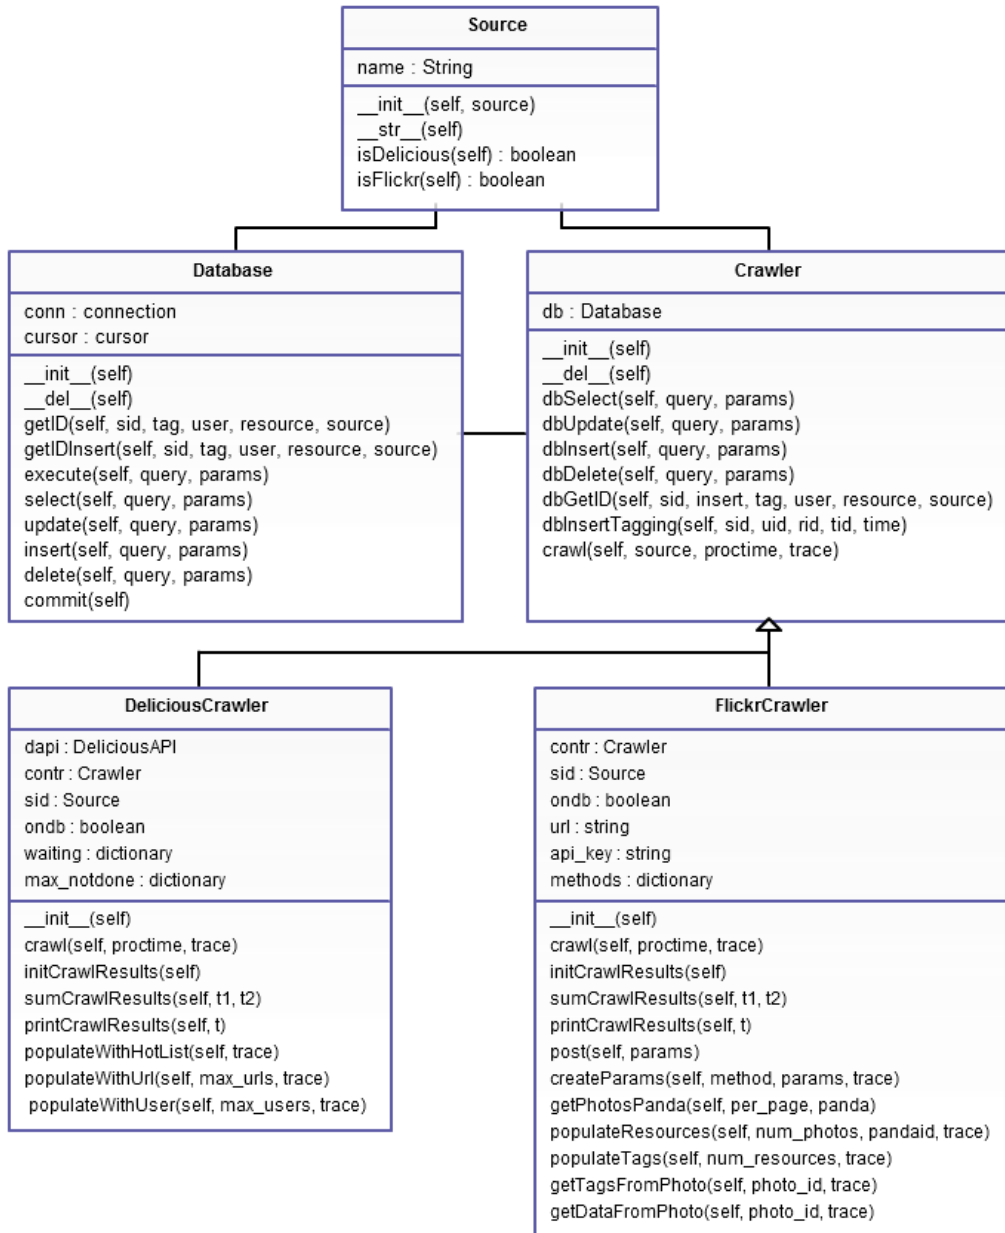 Source
name : String
__init__(self, source)
__str__(self)
isDelicious(self) : boolean
isFlickr(self) : boolean
Database
conn : connection
cursor : cursor
__init__(self)
__del__(self)
getID(self, sid, tag, user, resource, source)
getIDInsert(self, sid, tag, user, resource, source)
execute(self, query, params)
select(self, query, params)
update(self, query, params)
insert(self, query, params)
delete(self, query, params)
commit(self)
Crawler
db : Database
__init__(self)
__del__(self)
dbSelect(self, query, params)
dbUpdate(self, query, params)
dbInsert(self, query, params)
dbDelete(self, query, params)
dbGetID(self, sid, insert, tag, user, resource, source)
dbInsertTagging(self, sid, uid, rid, tid, time)
crawl(self, source, proctime, trace)
DeliciousCrawler
dapi : DeliciousAPI
contr : Crawler
sid : Source
ondb : boolean
waiting : dictionary
max_notdone : dictionary
__init__(self)
crawl(self, proctime, trace)
initCrawlResults(self)
sumCrawlResults(self, t1, t2)
printCrawlResults(self, t)
populateWithHotList(self, trace)
populateWithUrl(self, max_urls, trace)
populateWithUser(self, max_users, trace)
FlickrCrawler
contr : Crawler
sid : Source
ondb : boolean
url : string
api_key : string
methods : dictionary
__init__(self)
crawl(self, proctime, trace)
initCrawlResults(self)
sumCrawlResults(self, t1, t2)
printCrawlResults(self, t)
post(self, params)
createParams(self, method, params, trace)
getPhotosPanda(self, per_page, panda)
populateResources(self, num_photos, pandaid, trace)
populateTags(self, num_resources, trace)
getTagsFromPhoto(self, photo_id, trace)
getDataFromPhoto(self, photo_id, trace)